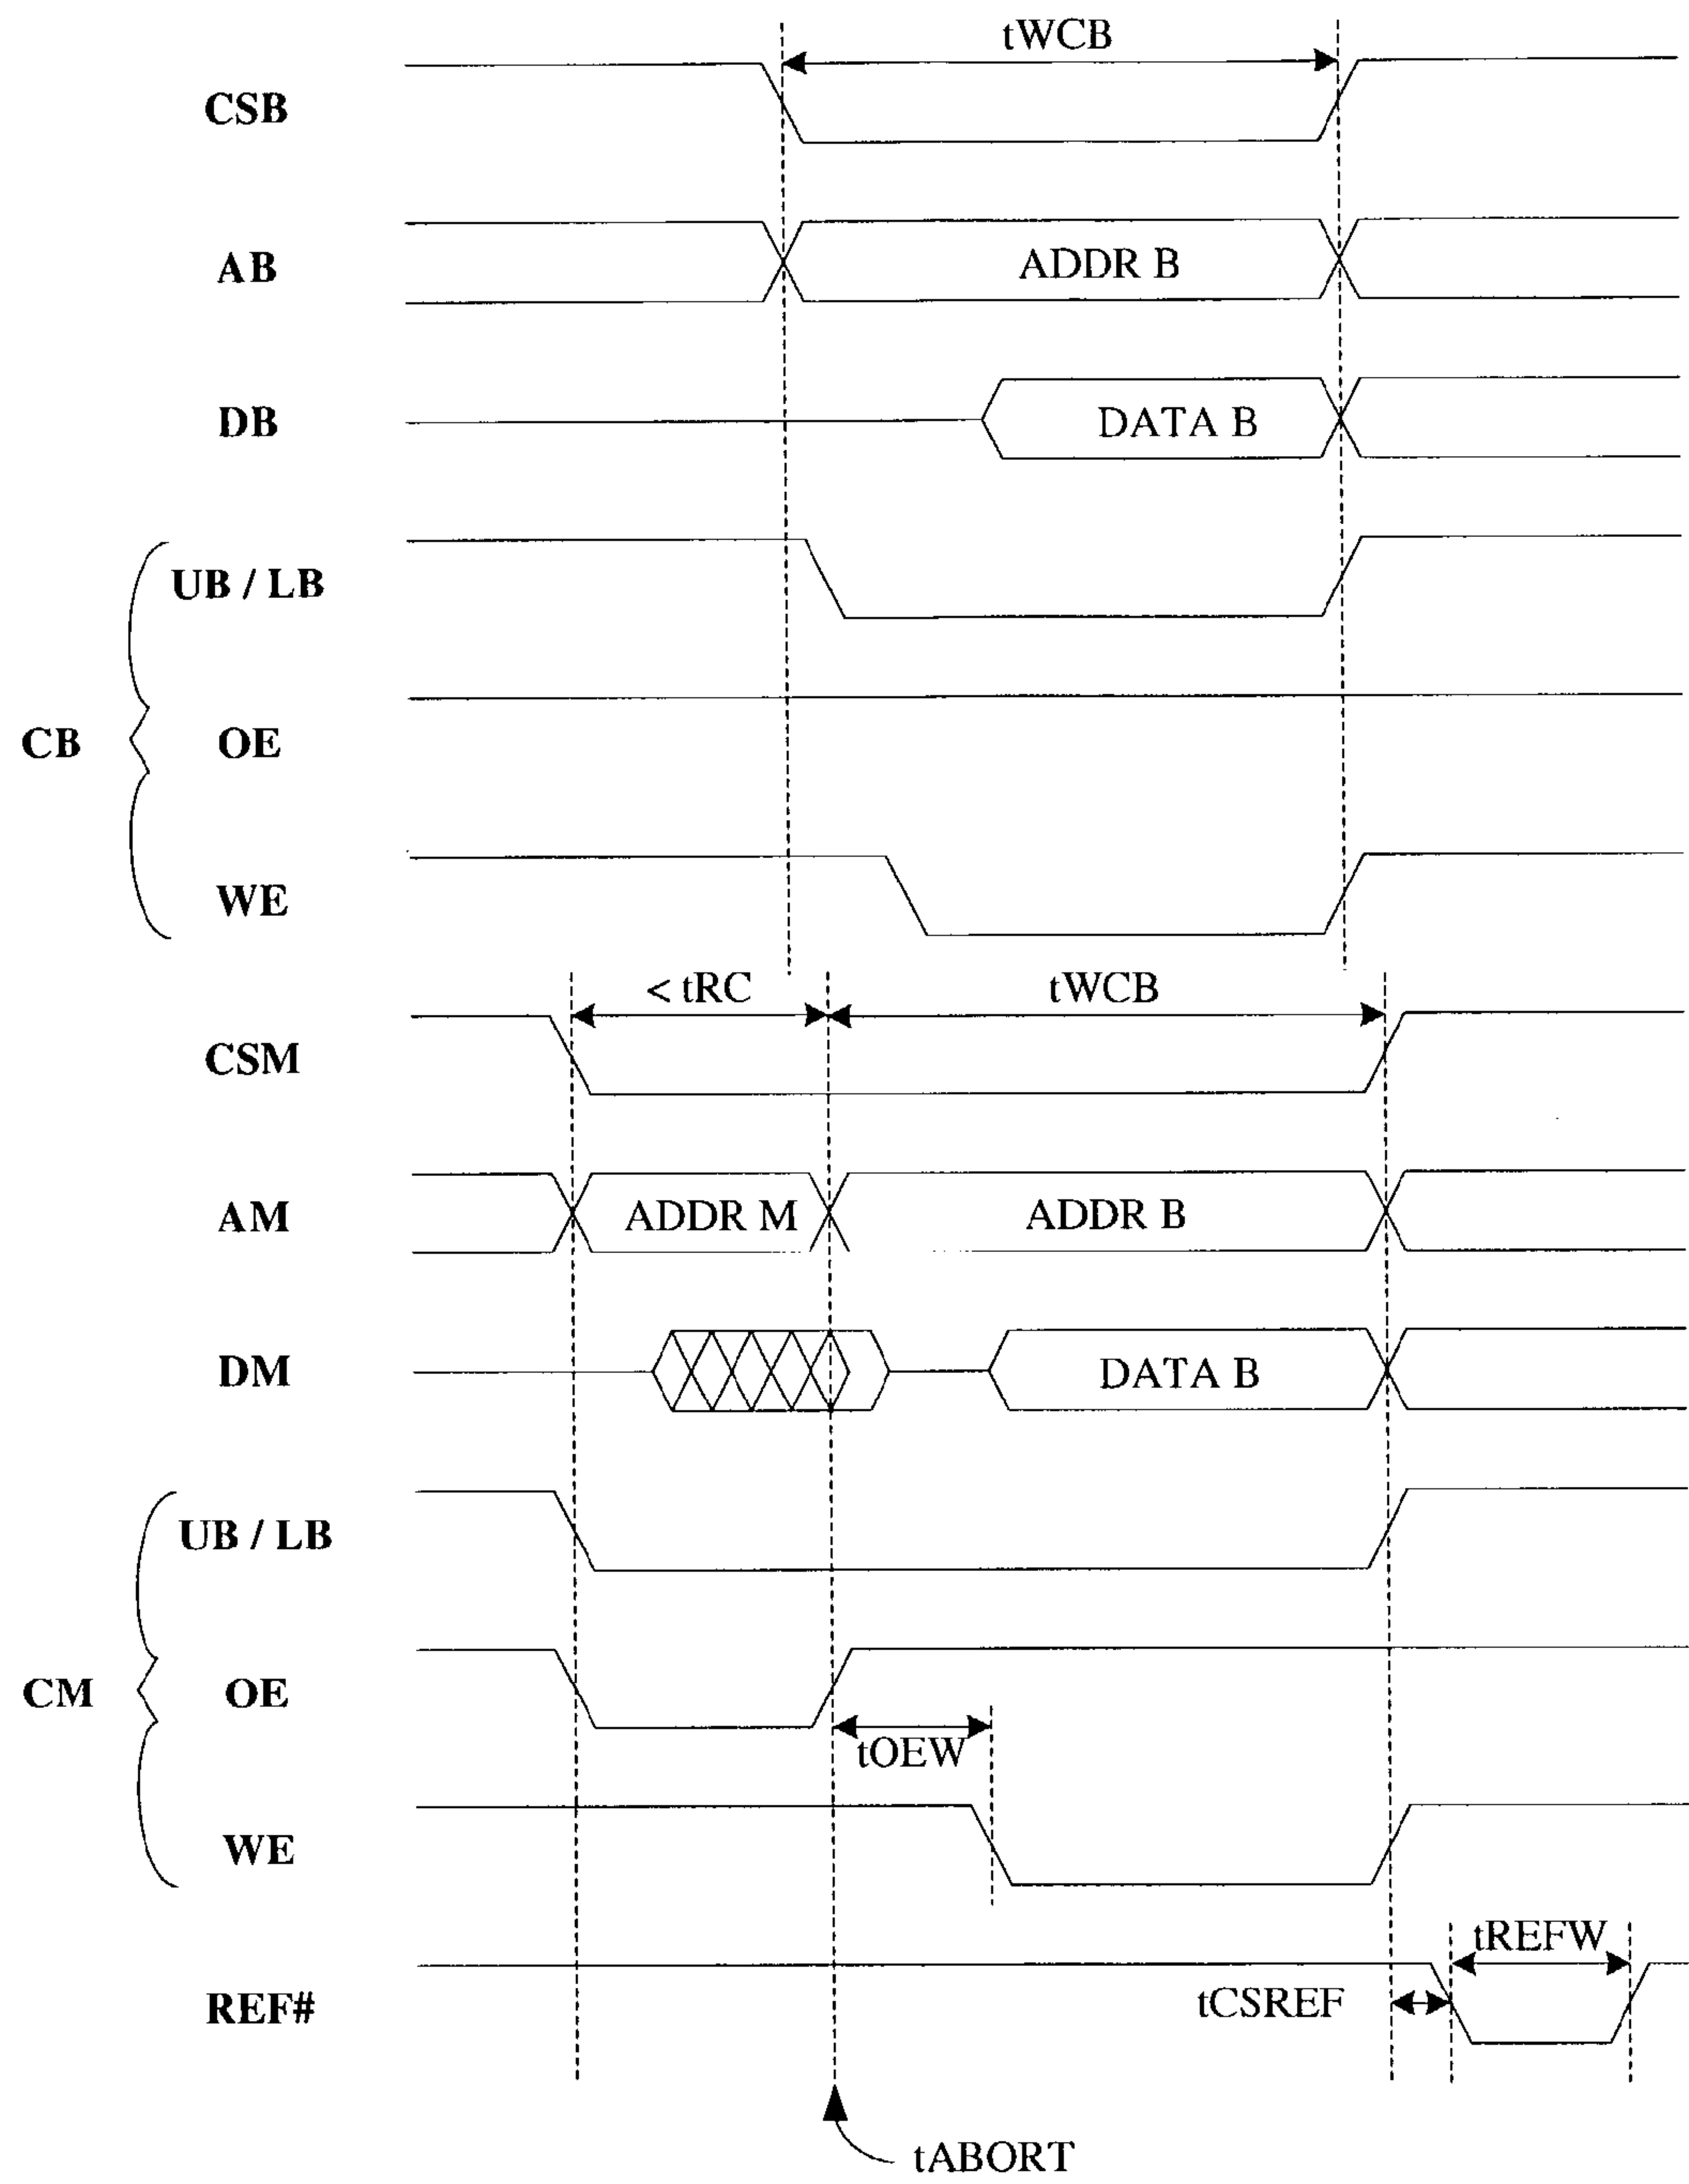 tWCB
CSB
AB
ADDR B
DB
DATA B
UB / LB
CB
OE
WE
< tRC
tWCB
CSM
AM
ADDR M
ADDR B
DM
DATA B
UB / LB
CM
OE
tOEW
WE
tREFW
REF#
tCSREF
tABORT